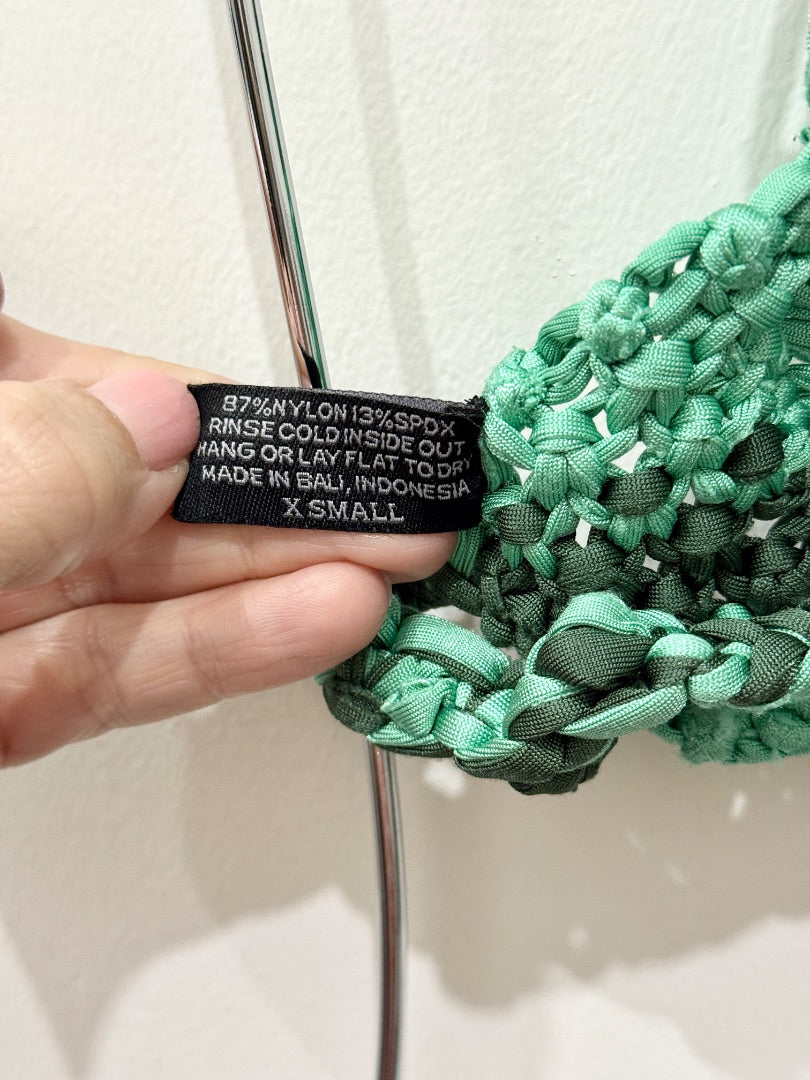 87%NYLON 13%SPDX
RINSE COLD INSIDE OUT
HANG OR LAY FLAT TO DRY
MADE IN BALI, INDONESIA
X SMALL